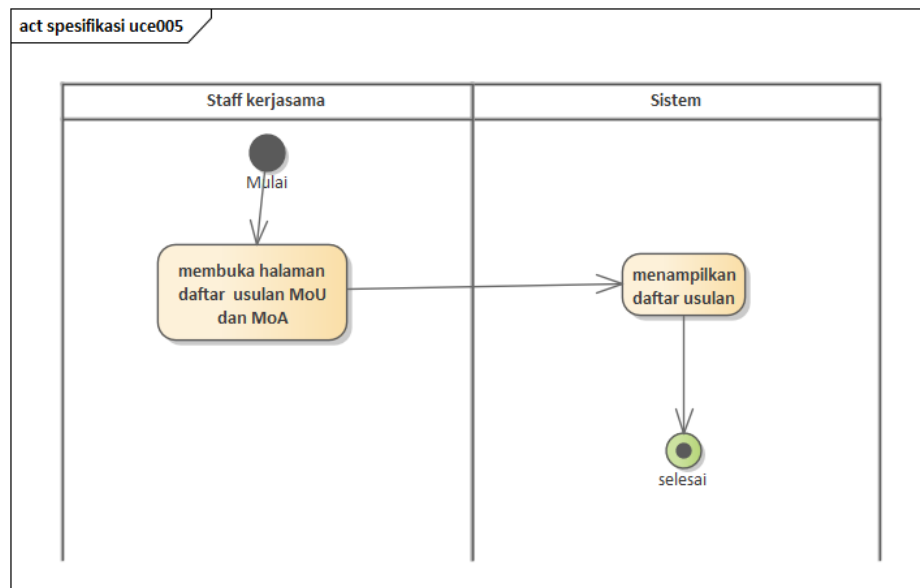 act spesifikasi uce005
Staff kerjasama
Sistem
Mulai
membuka halaman
daftar usulan MoU
dan MoA
menampilkan
daftar usulan
selesai